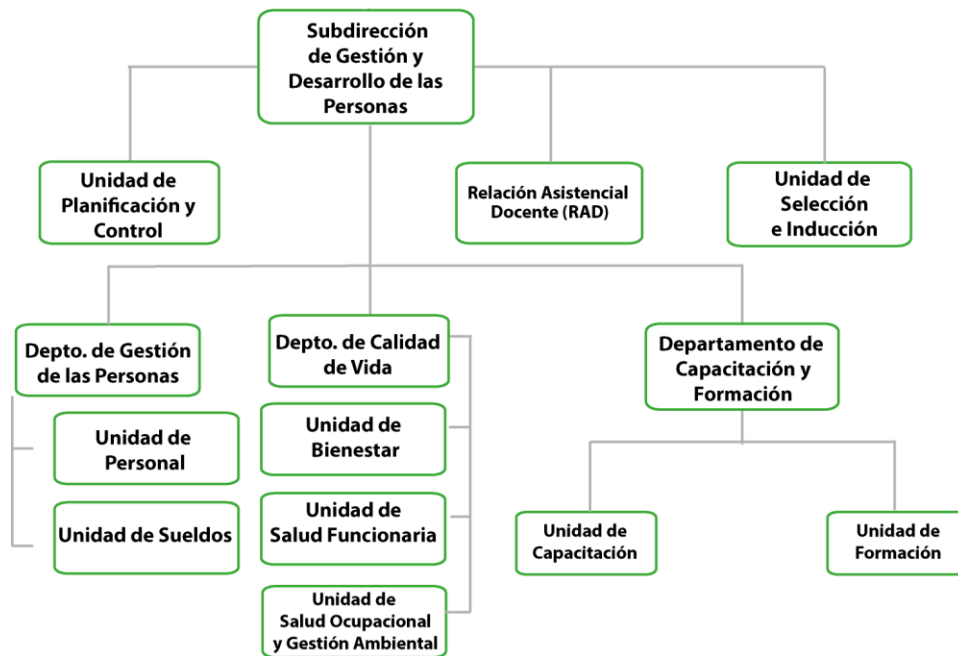 Subdirección
de Gestión y
Desarrollo de las
Personas
Unidad de
Planificación y
Control
Relación Asistencial
Docente (RAD)
Unidad de
Selección
e Inducción
Depto. de Gestión
de las Personas
Unidad de
Personal
Unidad de Sueldos
Depto. de Calidad
de Vida
Unidad de
Bienestar
Unidad de
Salud Funcionaria
Unidad de
Salud Ocupacional
y Gestión Ambiental
Departamento de
Capacitación y
Formación
Unidad de
Capacitación
Unidad de
Formación